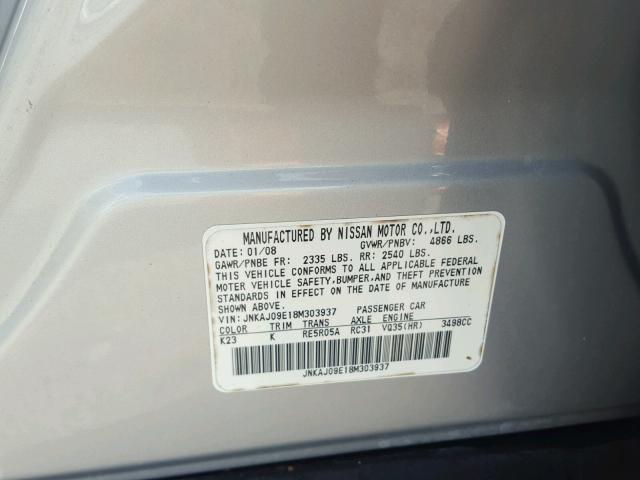 MANUFACTURED BY NISSAN MOTOR CO.,LTD.
DATE: 01/08 GVWR/PNBV: 4866 LBS.
GAWR/PNBE FR: 2335 LBS. RR: 2540 LBS.
THIS VEHICLE CONFORMS TO ALL APPLICABLE FEDERAL
MOTOR VEHICLE SAFETY,BUMPER,AND THEFT PREVENTION
STANDARDS IN EFFECT ON THE DATE OF MANUFACTURE
SHOWN ABOVE.
VIN: JNKAJ09E18M303937 PASSENGER CAR
COLOR TRIM TRANS AXLE ENGINE
K23 K RE5R05A RC31 VQ35(HR) 3498CC
JNKAJ09E18M303937